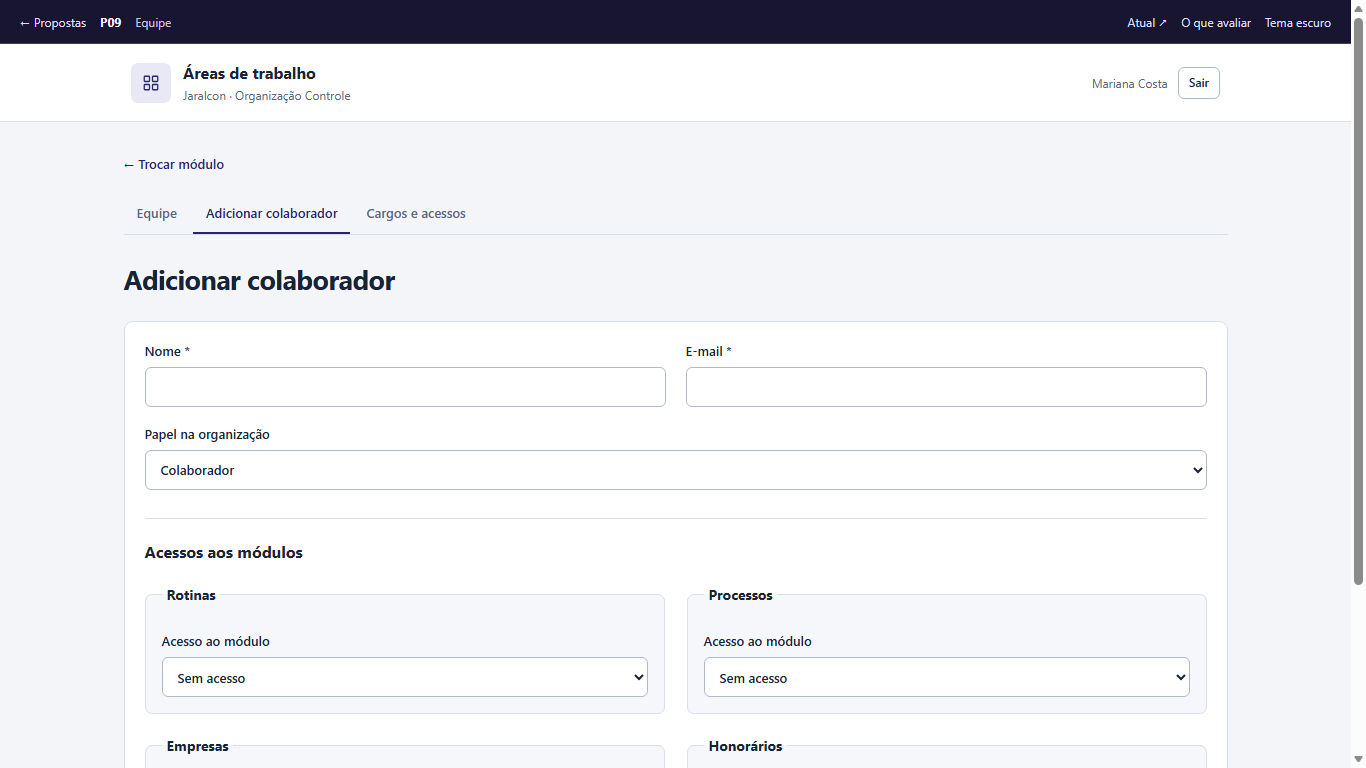 ← Propostas P09 Equipe
Atual ↗ O que avaliar Tema escuro
Áreas de trabalho
Jaralcon · Organização Controle
Mariana Costa Sair
← Trocar módulo
Equipe Adicionar colaborador Cargos e acessos
Adicionar colaborador
Nome * E-mail *
Papel na organização
Colaborador
Acessos aos módulos
Rotinas Processos
Acesso ao módulo Acesso ao módulo
Sem acesso Sem acesso
Empresas Honorários